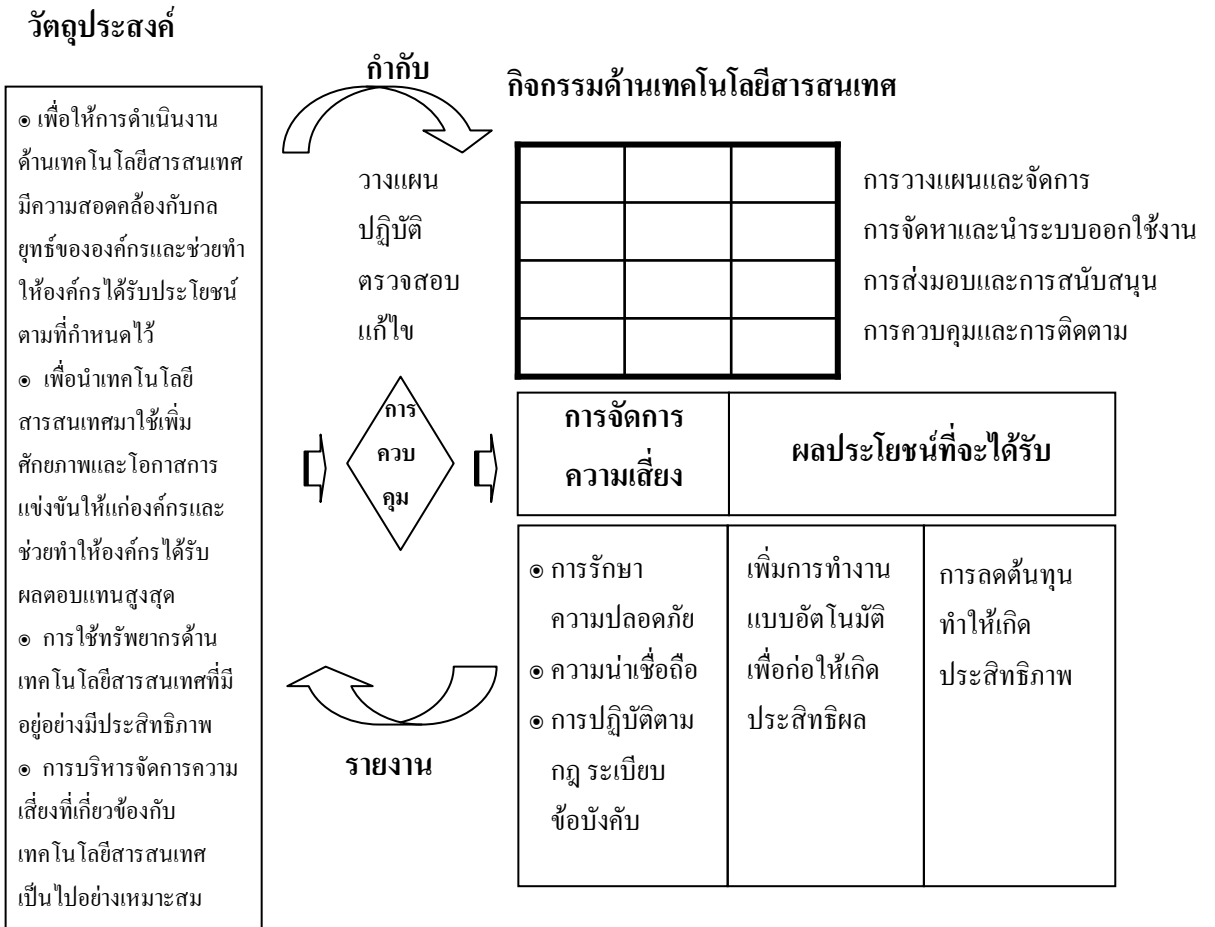 วัตถุประสงค์
๏ เพื่อให้การดำเนินงาน
ด้านเทคโนโลยีสารสนเทศ
มีความสอดคล้องกับกล
ยุทธ์ขององค์กรและช่วยทำ
ให้องค์กรได้รับประโยชน์
ตามที่กำหนดไว้
๏ เพื่อนำเทคโนโลยี
สารสนเทศมาใช้เพิ่ม
ศักยภาพและโอกาสการ
แข่งขันให้แก่องค์กรและ
ช่วยทำให้องค์กรได้รับ
ผลตอบแทนสูงสุด
๏ การใช้ทรัพยากรด้าน
เทคโนโลยีสารสนเทศที่มี
อยู่อย่างมีประสิทธิภาพ
๏ การบริหารจัดการความ
เสี่ยงที่เกี่ยวข้องกับ
เทคโนโลยีสารสนเทศ
เป็นไปอย่างเหมาะสม
กำกับ
วางแผน
ปฏิบัติ
ตรวจสอบ
แก้ไข
การ
ควบ
คุม
รายงาน
กิจกรรมด้านเทคโนโลยีสารสนเทศ
การวางแผนและจัดการ
การจัดหาและนำระบบออกใช้งาน
การส่งมอบและการสนับสนุน
การควบคุมและการติดตาม
การจัดการ
ความเสี่ยง
ผลประโยชน์ที่จะได้รับ
๏ การรักษา
ความปลอดภัย
๏ ความน่าเชื่อถือ
๏ การปฏิบัติตาม
กฎ ระเบียบ
ข้อบังคับ
เพิ่มการทำงาน
แบบอัตโนมัติ
เพื่อก่อให้เกิด
ประสิทธิผล
การลดต้นทุน
ทำให้เกิด
ประสิทธิภาพ